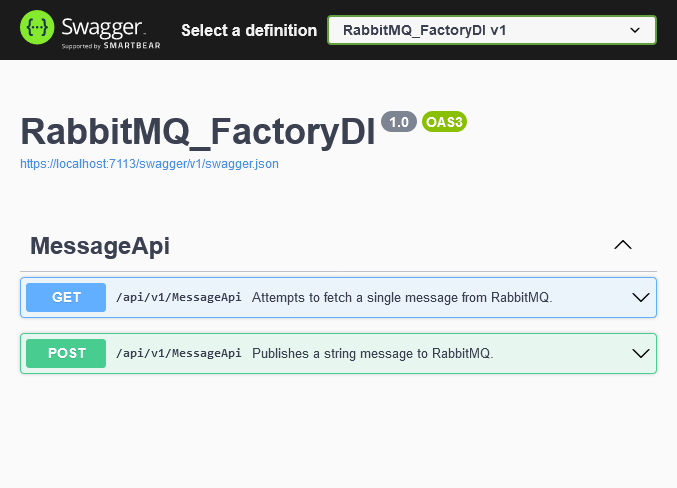 Swagger.
Supported by SMARTBEAR
Select a definition
RabbitMQ_FactoryDI v1
RabbitMQ_FactoryDI 1.0 OAS3
https://localhost:7113/swagger/v1/swagger.json
MessageApi
GET /api/v1/MessageApi Attempts to fetch a single message from RabbitMQ.
POST /api/v1/MessageApi Publishes a string message to RabbitMQ.